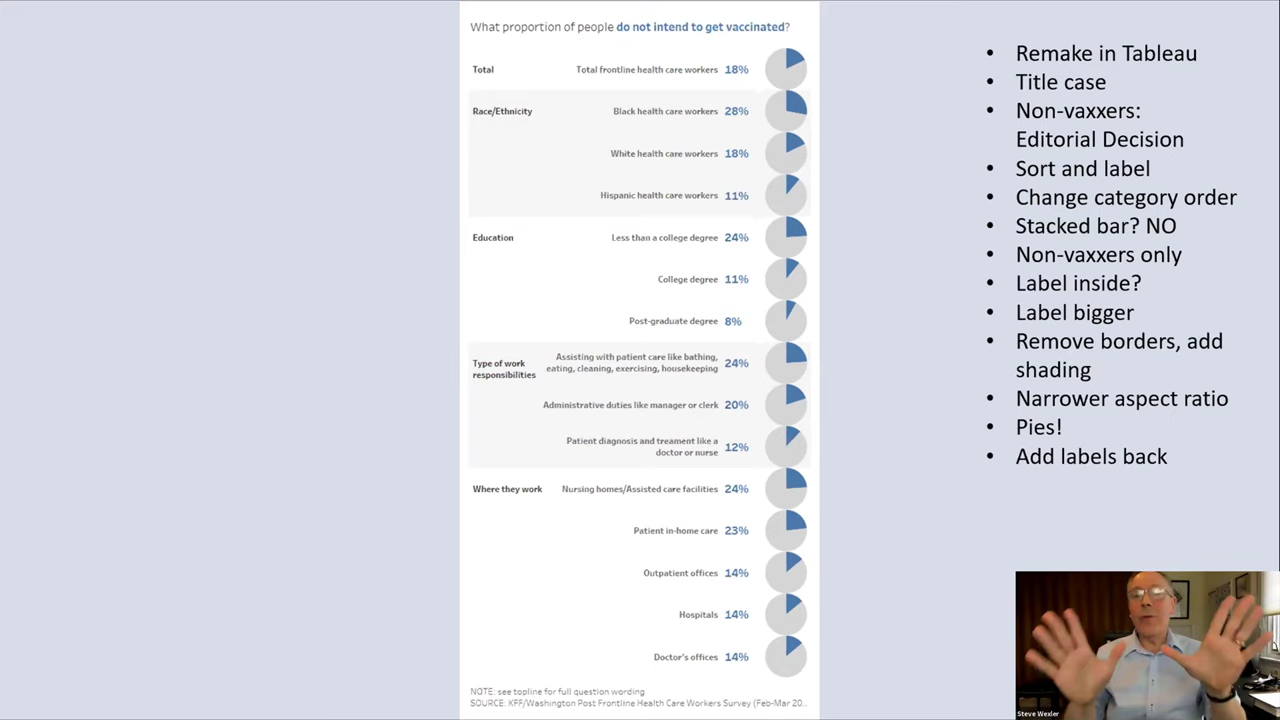 What proportion of people do not intend to get vaccinated?
Total Total frontline health care workers 18%
Race/Ethnicity Black health care workers 28%
White health care workers 18%
Hispanic health care workers 11%
Education Less than a college degree 24%
College degree 11%
Post-graduate degree 8%
Type of work responsibilities Assisting with patient care like bathing, eating, cleaning, exercising, housekeeping 24%
Administrative duties like manager or clerk 20%
Patient diagnosis and treament like a doctor or nurse 12%
Where they work Nursing homes/Assisted care facilities 24%
Patient in-home care 23%
Outpatient offices 14%
Hospitals 14%
Doctor's offices 14%
NOTE: see topline for full question wording
SOURCE: KFF/Washington Post Frontline Health Care Workers Survey (Feb-Mar 20...
• Remake in Tableau
• Title case
• Non-vaxxers:
Editorial Decision
• Sort and label
• Change category order
• Stacked bar? NO
• Non-vaxxers only
• Label inside?
• Label bigger
• Remove borders, add
shading
• Narrower aspect ratio
• Pies!
• Add labels back
Steve Wexler